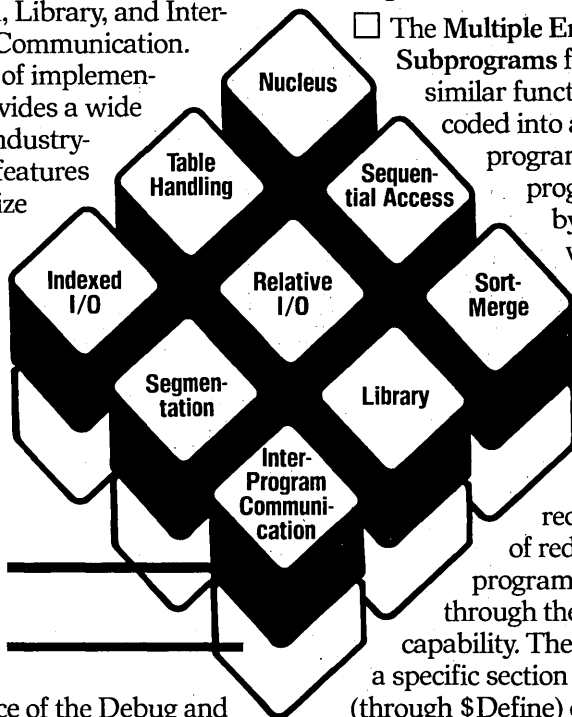 , Library, and Inter-
Communication.
of implemen-
vides a wide
ndustry-
features
ize
☐ The Multiple En
Subprograms f
similar funct
coded into a
program
prog
by
Nucleus
Table
Handling
Sequen-
tial Access
Indexed
I/O
Relative
I/O
Sort-
Merge
Segmen-
tation
Library
Inter-
Program
Communi-
cation
rec
of red
program
through the
capability. The
a specific section
(through $Define)
ce of the Debug and